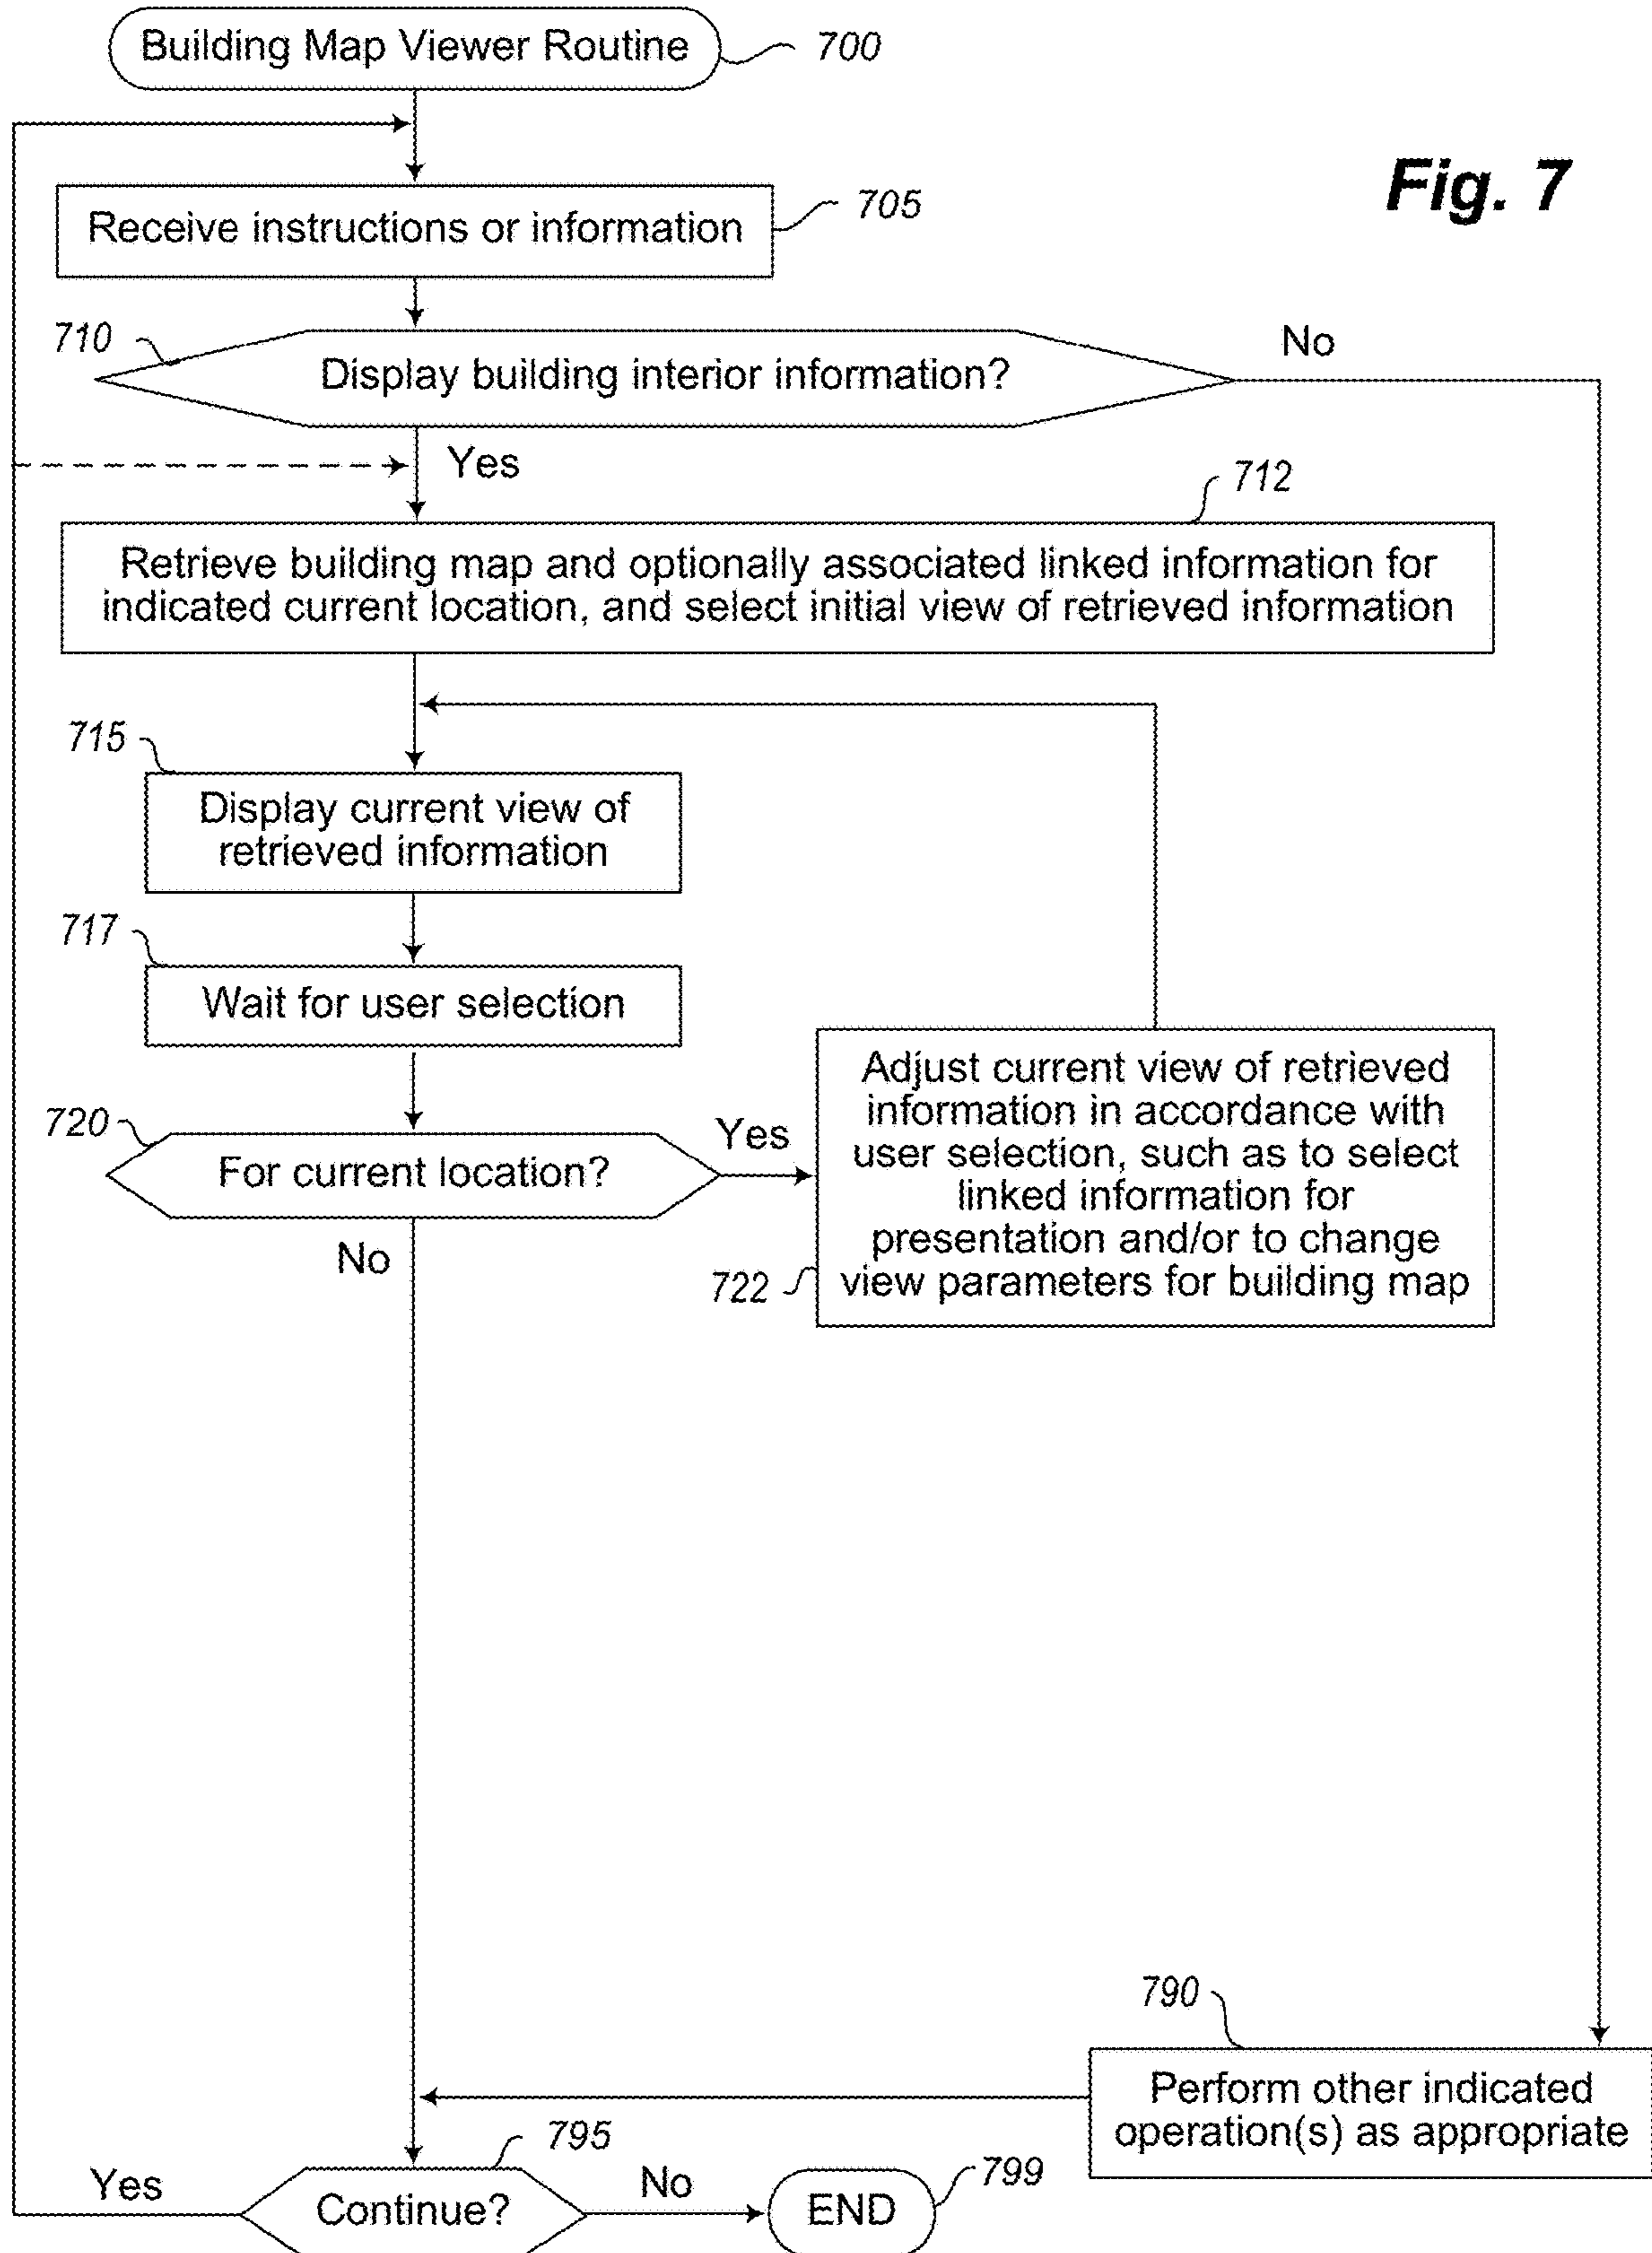 Building Map Viewer Routine
700
Fig. 7
705
Receive instructions or information
710
No
Display building interior information?
Yes
712
Retrieve building map and optionally associated linked information for
indicated current location, and select initial view of retrieved information
715
Display current view of
retrieved information
717
Wait for user selection
720
For current location?
Yes
No
Adjust current view of retrieved
information in accordance with
user selection, such as to select
linked information for
presentation and/or to change
view parameters for building map
722
790
Perform other indicated
operation(s) as appropriate
795
Yes
Continue?
No
END
799